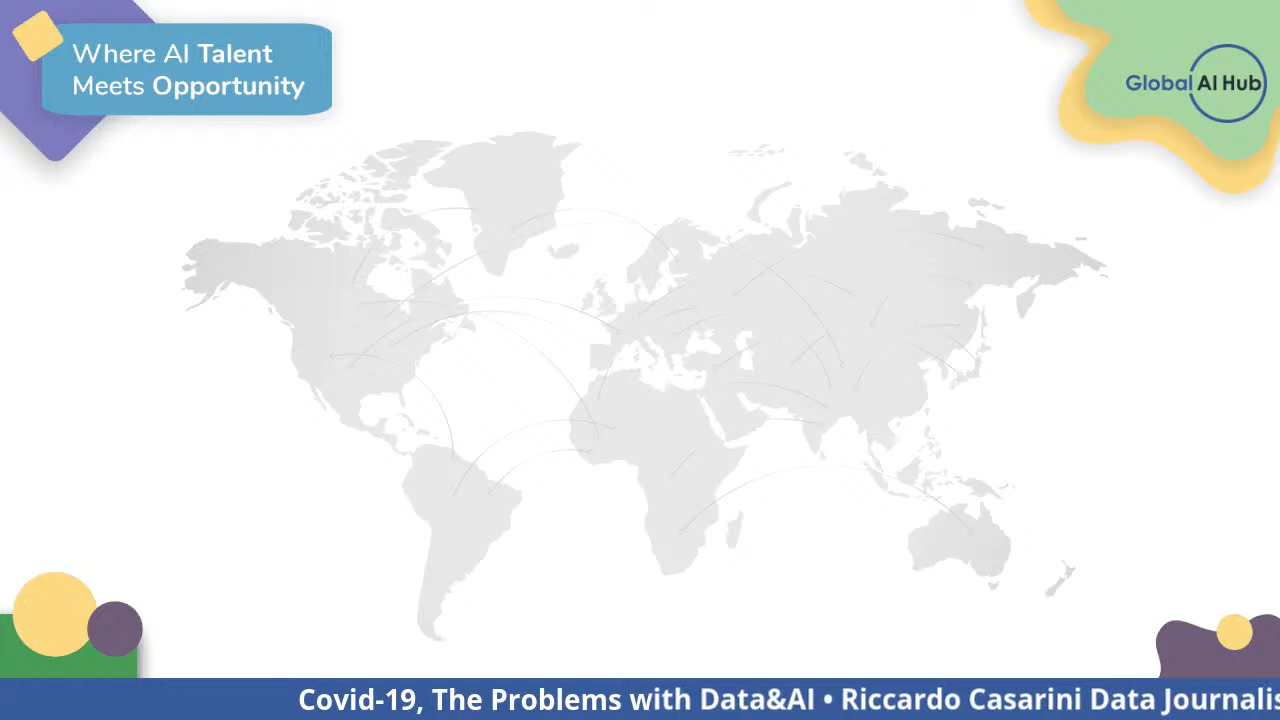 Where AI Talent
Meets Opportunity
Global AI Hub
Covid-19, The Problems with Data&AI • Riccardo Casarini Data Journalis